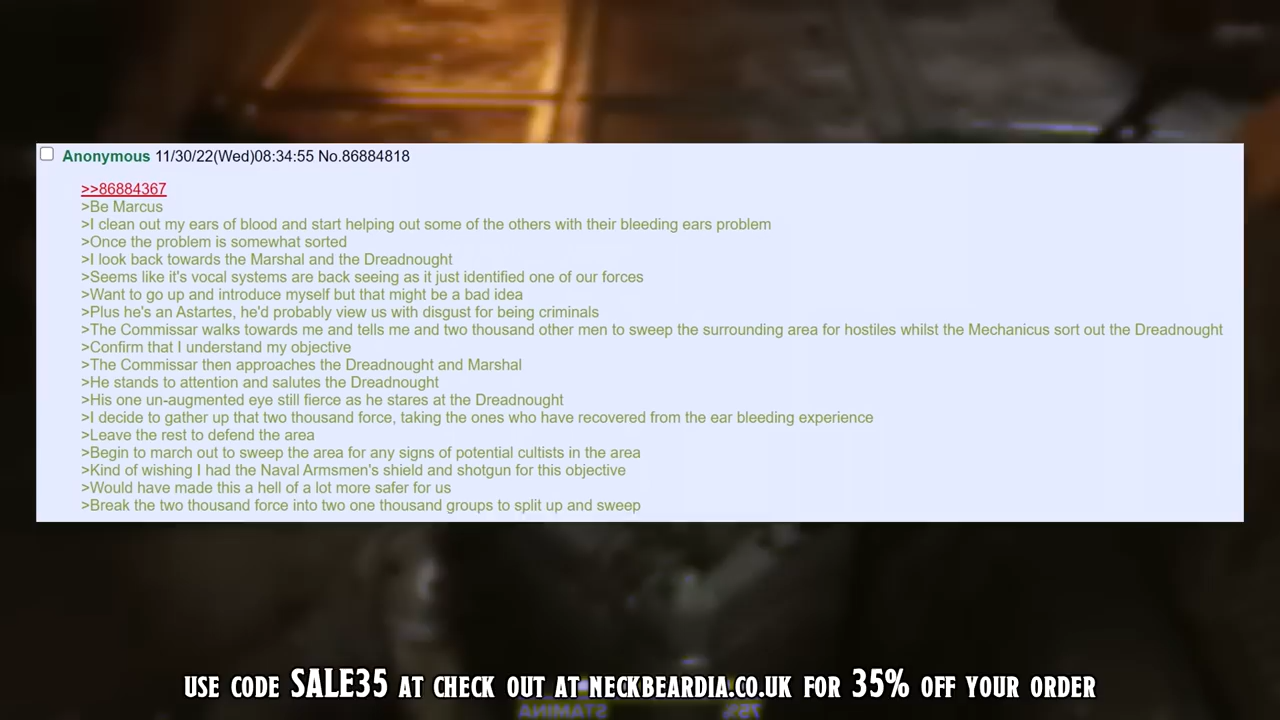 Anonymous 11/30/22(Wed)08:34:55 No.86884818
>>86884367
>Be Marcus
>I clean out my ears of blood and start helping out some of the others with their bleeding ears problem
>Once the problem is somewhat sorted
>I look back towards the Marshal and the Dreadnought
>Seems like it's vocal systems are back seeing as it just identified one of our forces
>Want to go up and introduce myself but that might be a bad idea
>Plus he's an Astartes, he'd probably view us with disgust for being criminals
>The Commissar walks towards me and tells me and two thousand other men to sweep the surrounding area for hostiles whilst the Mechanicus sort out the Dreadnought
>Confirm that I understand my objective
>The Commissar then approaches the Dreadnought and Marshal
>He stands to attention and salutes the Dreadnought
>His one un-augmented eye still fierce as he stares at the Dreadnought
>I decide to gather up that two thousand force, taking the ones who have recovered from the ear bleeding experience
>Leave the rest to defend the area
>Begin to march out to sweep the area for any signs of potential cultists in the area
>Kind of wishing I had the Naval Armsmen's shield and shotgun for this objective
>Would have made this a hell of a lot more safer for us
>Break the two thousand force into two one thousand groups to split up and sweep
USE CODE SALE35 AT CHECK OUT AT NECKBEARDIA.CO.UK FOR 35% OFF YOUR ORDER
75% STAMINA